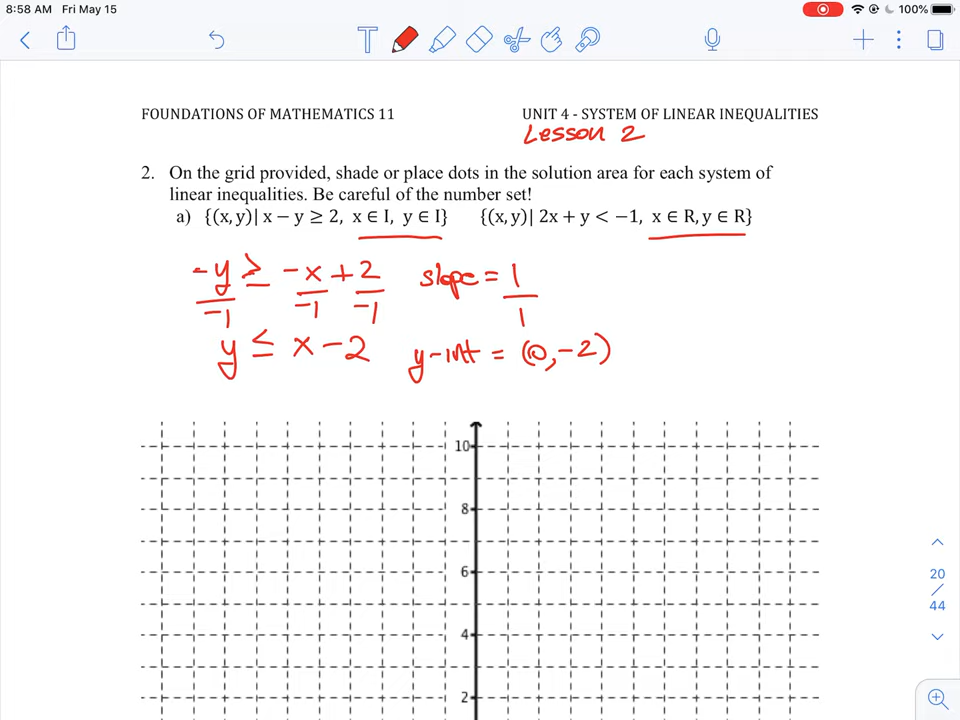 8:58 AM Fri May 15 100%
FOUNDATIONS OF MATHEMATICS 11 UNIT 4 - SYSTEM OF LINEAR INEQUALITIES
Lesson 2
2. On the grid provided, shade or place dots in the solution area for each system of
linear inequalities. Be careful of the number set!
a) {(x,y)| x − y ≥ 2, x ∈ I, y ∈ I} {(x,y)| 2x + y < −1, x ∈ R, y ∈ R}
-y ≥ -x + 2 slope = 1
-1 -1 -1 1
y ≤ x - 2 y-int = (0, -2)
10
8
6
4
2
20
/
44